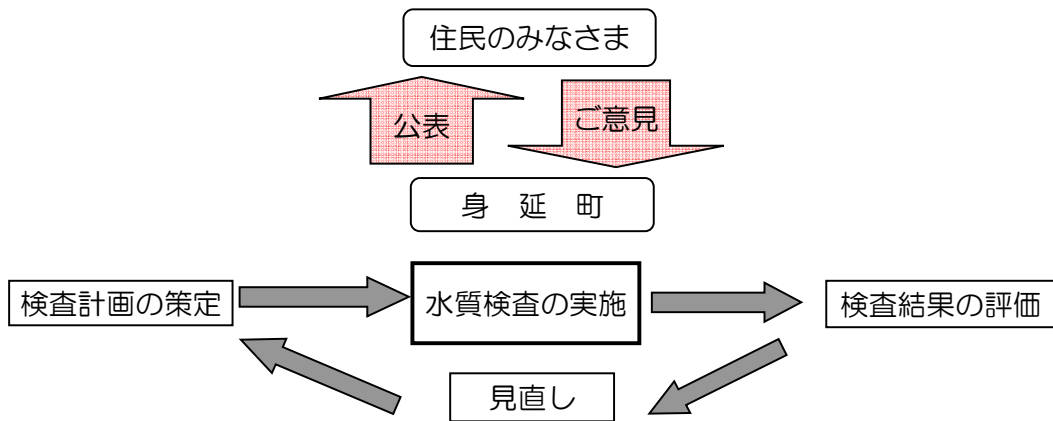 住民のみなさま
公表
ご意見
身 延 町
検査計画の策定
水質検査の実施
検査結果の評価
見直し